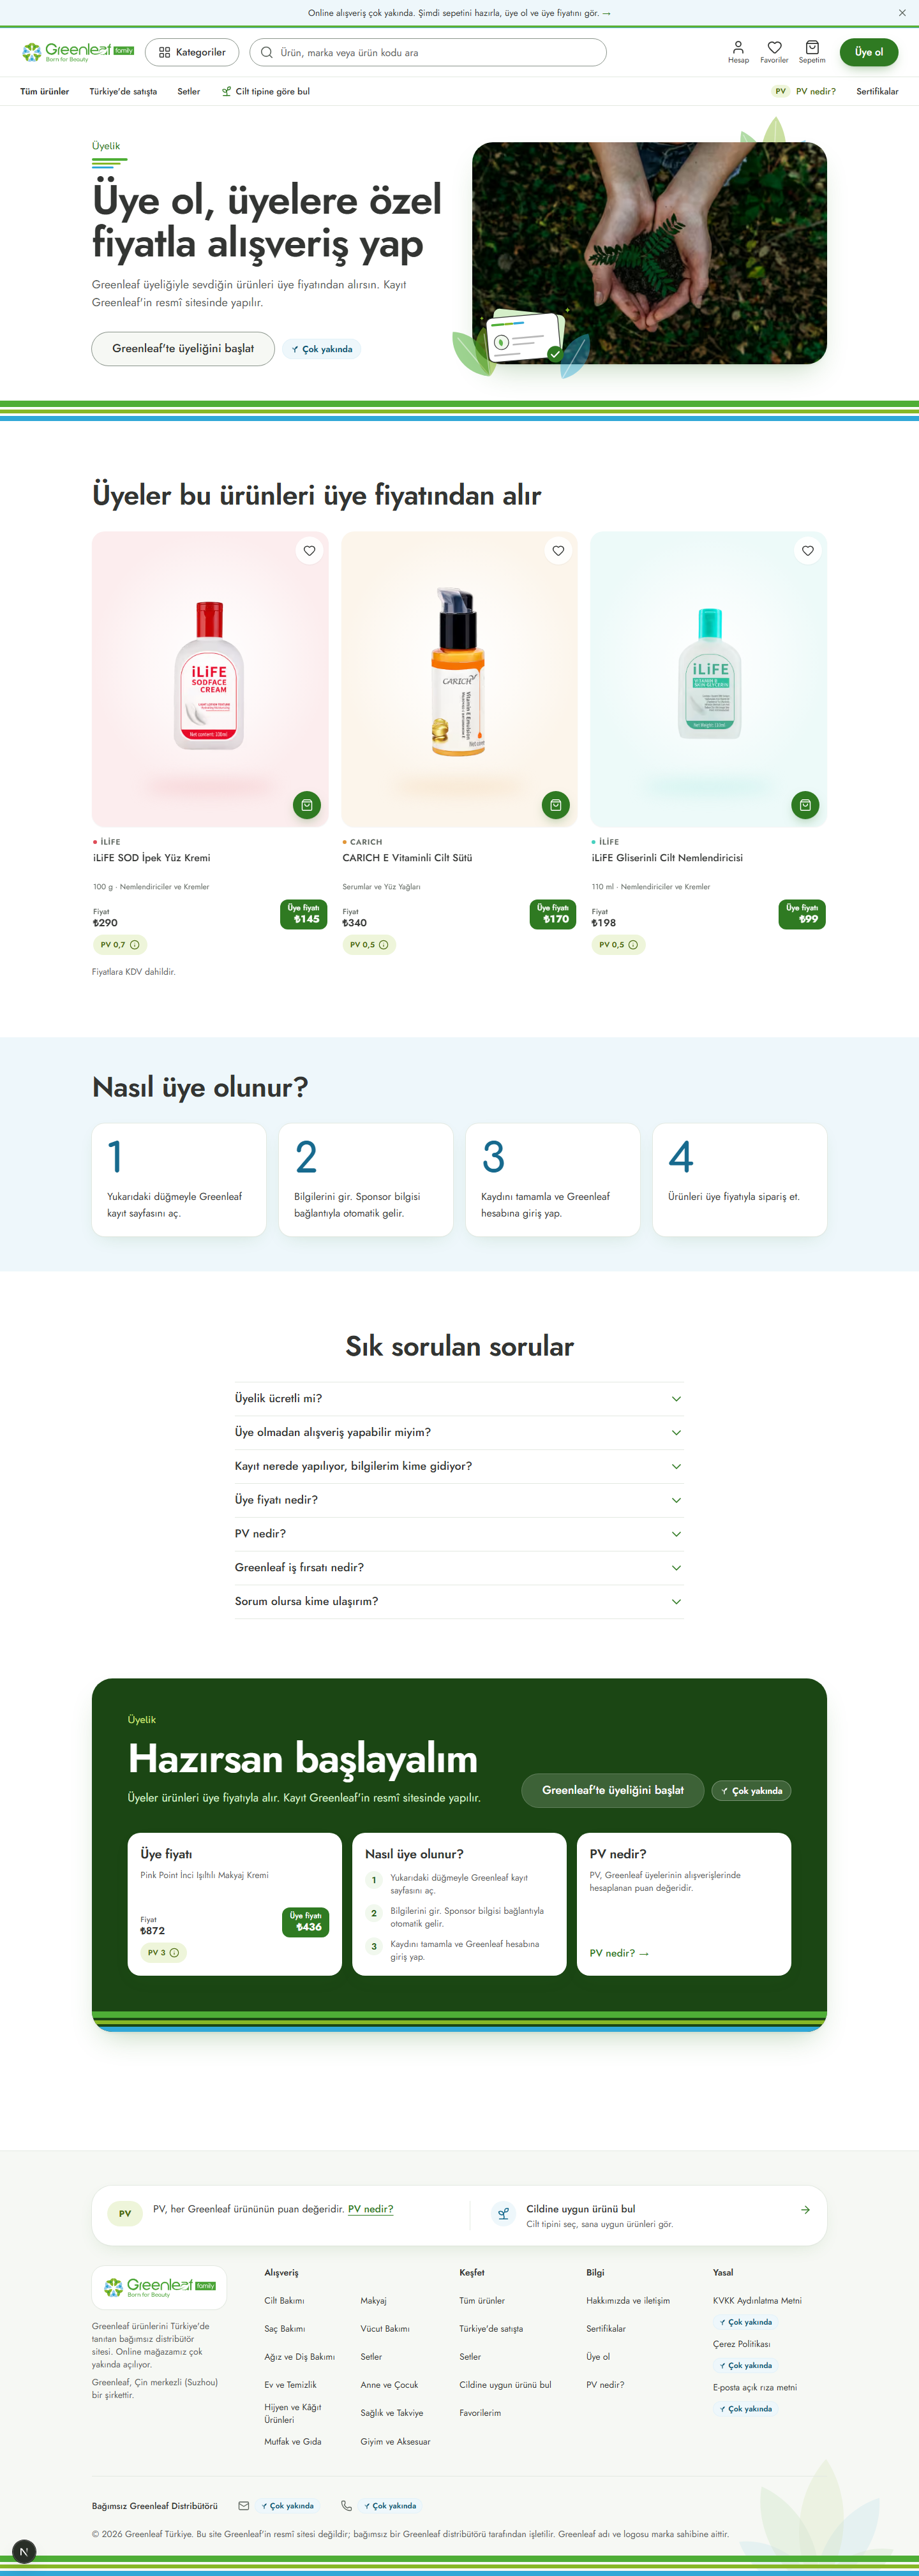 Online alışveriş çok yakında. Şimdi sepetini hazırla, üye ol ve üye fiyatını gör. →
Greenleaf family
Born for Beauty
Kategoriler
Ürün, marka veya ürün kodu ara
Hesap
Favoriler
Sepetim
Üye ol
Tüm ürünler
Türkiye'de satışta
Setler
Cilt tipine göre bul
PV PV nedir?
Sertifikalar
Üyelik
Üye ol, üyelere özel
fiyatla alışveriş yap
Greenleaf üyeliğiyle sevdiğin ürünleri üye fiyatından alırsın. Kayıt
Greenleaf'in resmî sitesinde yapılır.
Greenleaf'te üyeliğini başlat
Çok yakında
Üyeler bu ürünleri üye fiyatından alır
iLiFE
SODFACE
CREAM
Net content: 100ml
CARICH
Vitamin E Emulsion
iLiFE
İLİFE
iLiFE SOD İpek Yüz Kremi
100 g · Nemlendiriciler ve Kremler
Fiyat
₺290
Üye fiyatı
₺145
PV 0,7
CARICH
CARICH E Vitaminli Cilt Sütü
Serumlar ve Yüz Yağları
Fiyat
₺340
Üye fiyatı
₺170
PV 0,5
İLİFE
iLiFE Gliserinli Cilt Nemlendiricisi
110 ml · Nemlendiriciler ve Kremler
Fiyat
₺198
Üye fiyatı
₺99
PV 0,5
Fiyatlara KDV dahildir.
Nasıl üye olunur?
1
Yukarıdaki düğmeyle Greenleaf
kayıt sayfasını aç.
2
Bilgilerini gir. Sponsor bilgisi
bağlantıyla otomatik gelir.
3
Kaydını tamamla ve Greenleaf
hesabına giriş yap.
4
Ürünleri üye fiyatıyla sipariş et.
Sık sorulan sorular
Üyelik ücretli mi?
Üye olmadan alışveriş yapabilir miyim?
Kayıt nerede yapılıyor, bilgilerim kime gidiyor?
Üye fiyatı nedir?
PV nedir?
Greenleaf iş fırsatı nedir?
Sorum olursa kime ulaşırım?
Üyelik
Hazırsan başlayalım
Üyeler ürünleri üye fiyatıyla alır. Kayıt Greenleaf'in resmî sitesinde yapılır.
Greenleaf'te üyeliğini başlat
Çok yakında
Üye fiyatı
Pink Point İnci Işıltılı Makyaj Kremi
Fiyat
₺872
Üye fiyatı
₺436
PV 3
Nasıl üye olunur?
1 Yukarıdaki düğmeyle Greenleaf kayıt
sayfasını aç.
2 Bilgilerini gir. Sponsor bilgisi bağlantıyla
otomatik gelir.
3 Kaydını tamamla ve Greenleaf hesabına
giriş yap.
PV nedir?
PV, Greenleaf üyelerinin alışverişlerinde
hesaplanan puan değeridir.
PV nedir? →
PV PV, her Greenleaf ürününün puan değeridir. PV nedir?
Cildine uygun ürünü bul
Cilt tipini seç, sana uygun ürünleri gör.
Greenleaf family
Born for Beauty
Greenleaf ürünlerini Türkiye'de
tanıtan bağımsız distribütör
sitesi. Online mağazamız çok
yakında açılıyor.
Greenleaf, Çin merkezli (Suzhou)
bir şirkettir.
Alışveriş
Cilt Bakımı
Saç Bakımı
Ağız ve Diş Bakımı
Ev ve Temizlik
Hijyen ve Kâğıt
Ürünleri
Mutfak ve Gıda
Makyaj
Vücut Bakımı
Setler
Anne ve Çocuk
Sağlık ve Takviye
Giyim ve Aksesuar
Keşfet
Tüm ürünler
Türkiye'de satışta
Setler
Cildine uygun ürünü bul
Favorilerim
Bilgi
Hakkımızda ve iletişim
Sertifikalar
Üye ol
PV nedir?
Yasal
KVKK Aydınlatma Metni
Çok yakında
Çerez Politikası
Çok yakında
E-posta açık rıza metni
Çok yakında
Bağımsız Greenleaf Distribütörü
Çok yakında
Çok yakında
© 2026 Greenleaf Türkiye. Bu site Greenleaf'in resmî sitesi değildir; bağımsız bir Greenleaf distribütörü tarafından işletilir. Greenleaf adı ve logosu marka sahibine aittir.
N